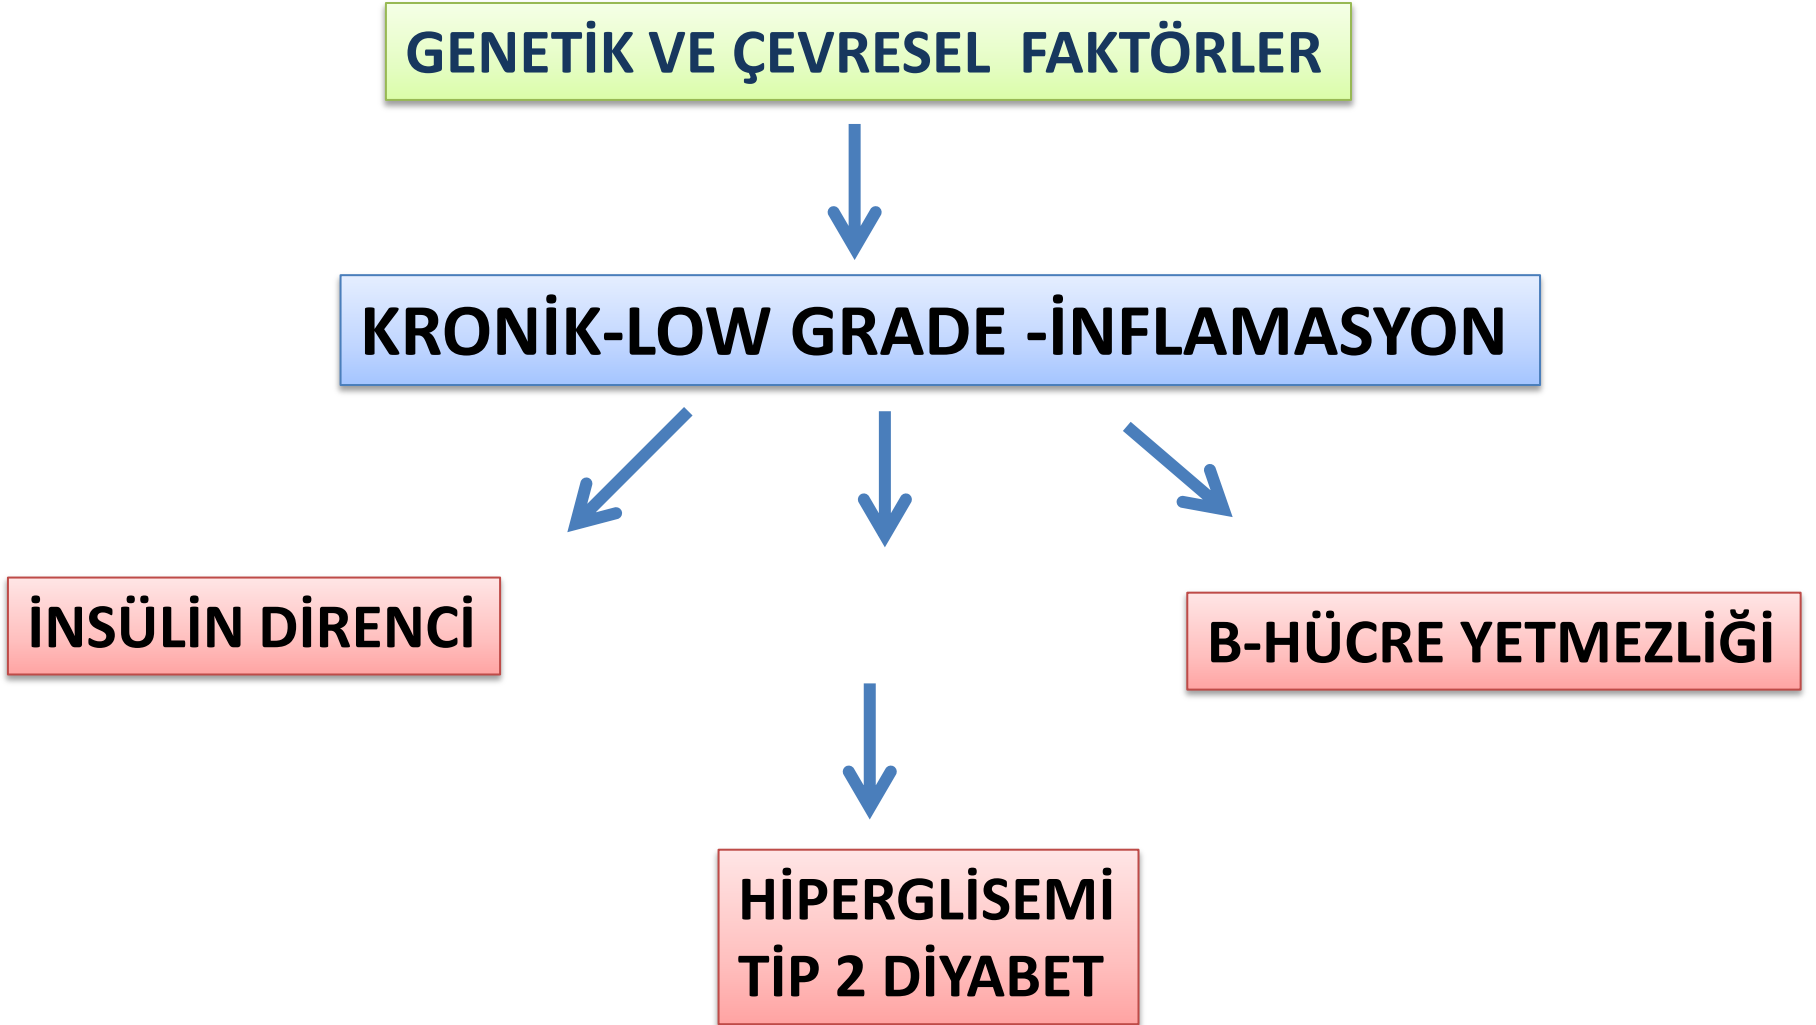 GENETİK VE ÇEVRESEL  FAKTÖRLER
KRONİK-LOW GRADE -İNFLAMASYON
İNSÜLİN DİRENCİ
B-HÜCRE YETMEZLİĞİ
HİPERGLİSEMİ
TİP 2 DİYABET